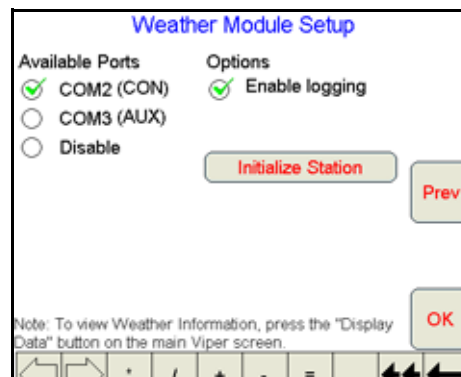 Weather Module Setup
Available Ports
Options
COM2 (CON)
Enable logging
COM3 (AUX)
Disable
Initialize Station
Prev
OK
Note: To view Weather Information, press the "Display
Data" button on the main Viper screen.